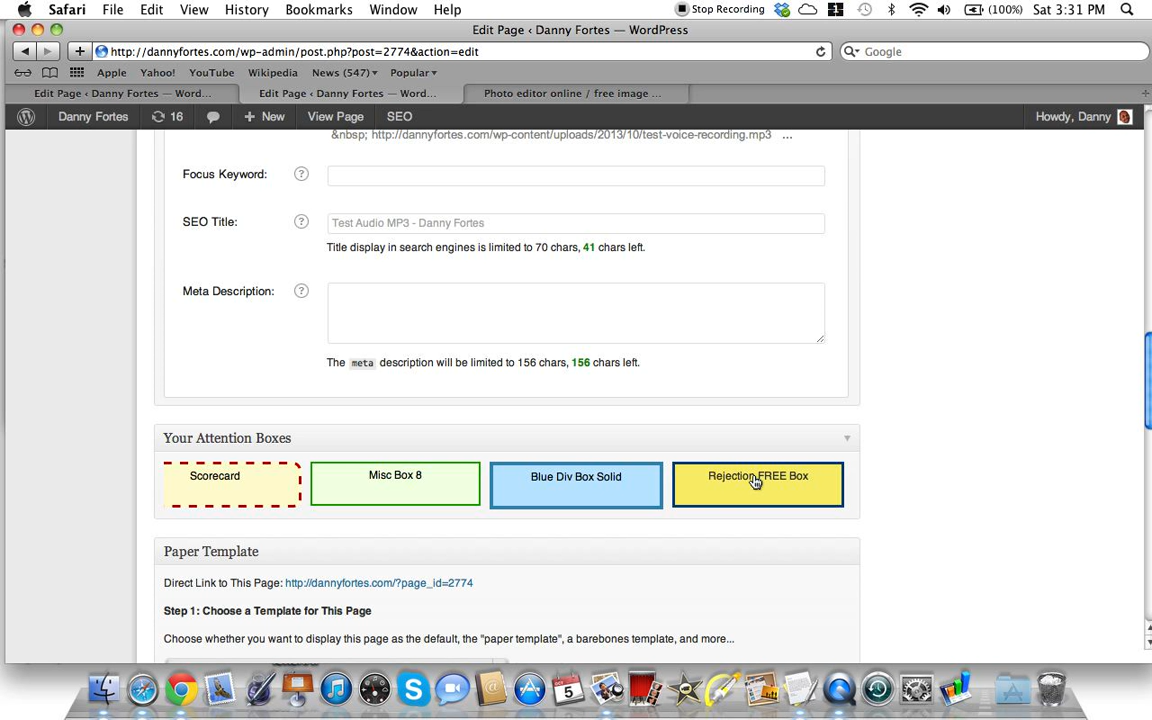 Safari File Edit View History Bookmarks Window Help Stop Recording 1 (100%) Sat 3:31 PM
Edit Page ‹ Danny Fortes — WordPress
http://dannyfortes.com/wp-admin/post.php?post=2774&action=edit Google
Apple Yahoo! YouTube Wikipedia News (547)▾ Popular▾
Edit Page ‹ Danny Fortes — Word... Edit Page ‹ Danny Fortes — Word... Photo editor online / free image ...
Danny Fortes 16 + New View Page SEO Howdy, Danny
&nbsp; http://dannyfortes.com/wp-content/uploads/2013/10/test-voice-recording.mp3 ...
Focus Keyword: ?
SEO Title: ? Test Audio MP3 - Danny Fortes
Title display in search engines is limited to 70 chars, 41 chars left.
Meta Description: ?
The meta description will be limited to 156 chars, 156 chars left.
Your Attention Boxes
Scorecard Misc Box 8 Blue Div Box Solid Rejection FREE Box
Paper Template
Direct Link to This Page: http://dannyfortes.com/?page_id=2774
Step 1: Choose a Template for This Page
Choose whether you want to display this page as the default, the "paper template", a barebones template, and more...
5